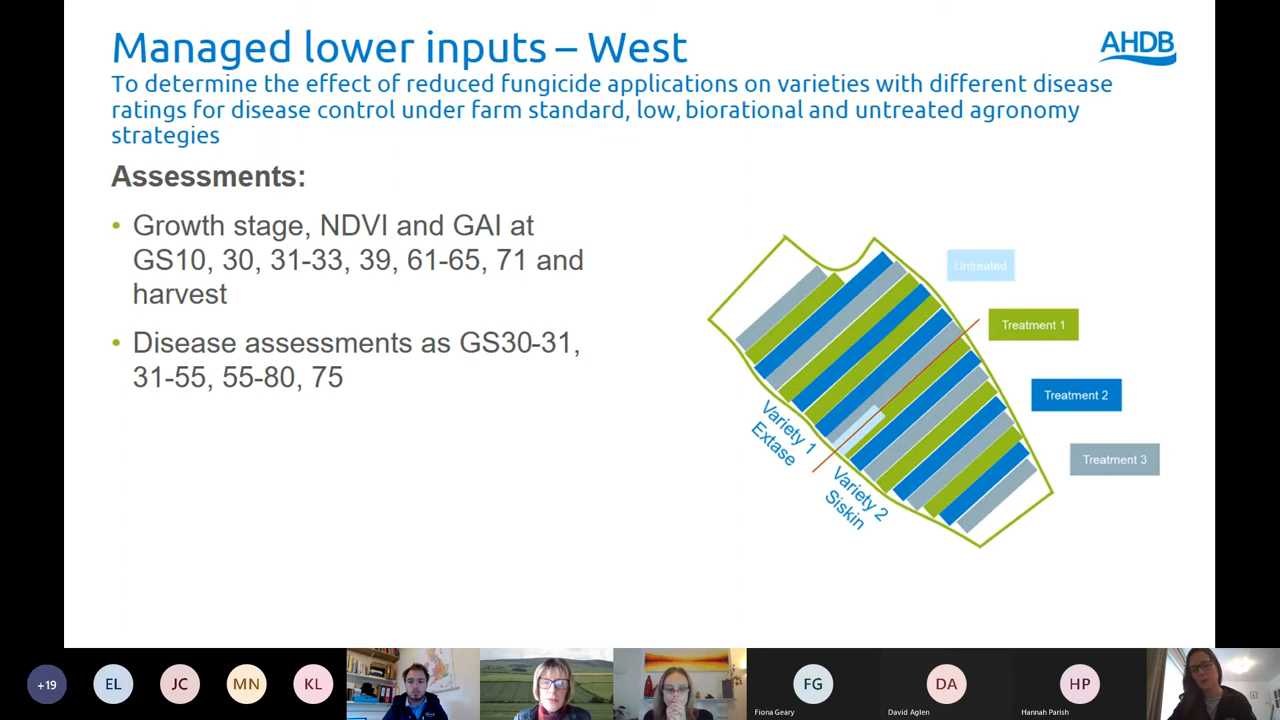 Managed lower inputs – West
AHDB
To determine the effect of reduced fungicide applications on varieties with different disease
ratings for disease control under farm standard, low, biorational and untreated agronomy
strategies
Assessments:
• Growth stage, NDVI and GAI at
GS10, 30, 31-33, 39, 61-65, 71 and
harvest
• Disease assessments as GS30-31,
31-55, 55-80, 75
Untreated
Treatment 1
Treatment 2
Treatment 3
Variety 1
Extase
Variety 2
Siskin
+19
EL
JC
MN
KL
FG
Fiona Geary
DA
David Aglen
HP
Hannah Parish